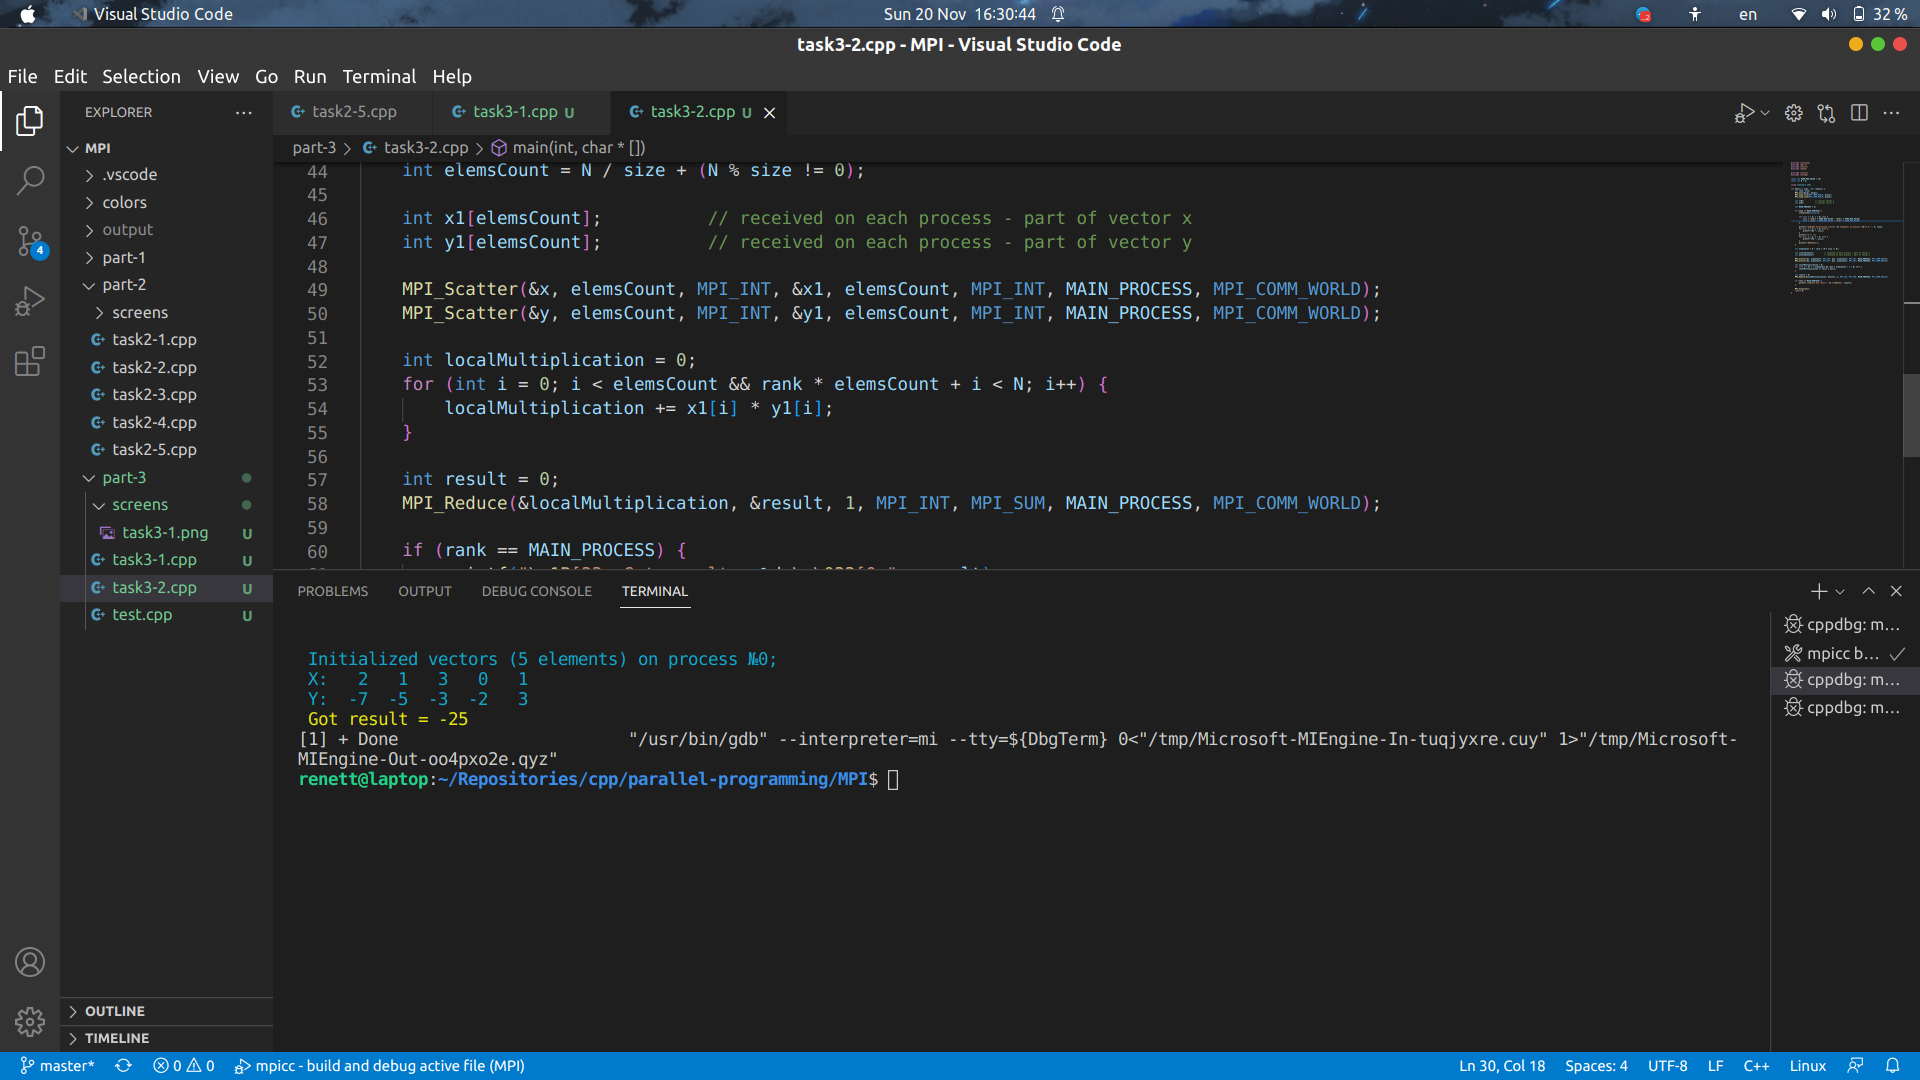 Visual Studio Code
Sun 20 Nov 16:30:44
en
32 %
task3-2.cpp - MPI - Visual Studio Code
File Edit Selection View Go Run Terminal Help
EXPLORER
task2-5.cpp
task3-1.cpp U
task3-2.cpp U
MPI
part-3 > task3-2.cpp > main(int, char * [])
.vscode
colors
output
part-1
part-2
screens
task2-1.cpp
task2-2.cpp
task2-3.cpp
task2-4.cpp
task2-5.cpp
part-3
screens
task3-1.png U
task3-1.cpp U
task3-2.cpp U
test.cpp U
4
OUTLINE
TIMELINE
44 int elemsCount = N / size + (N % size != 0);
45
46 int x1[elemsCount]; // received on each process - part of vector x
47 int y1[elemsCount]; // received on each process - part of vector y
48
49 MPI_Scatter(&x, elemsCount, MPI_INT, &x1, elemsCount, MPI_INT, MAIN_PROCESS, MPI_COMM_WORLD);
50 MPI_Scatter(&y, elemsCount, MPI_INT, &y1, elemsCount, MPI_INT, MAIN_PROCESS, MPI_COMM_WORLD);
51
52 int localMultiplication = 0;
53 for (int i = 0; i < elemsCount && rank * elemsCount + i < N; i++) {
54 localMultiplication += x1[i] * y1[i];
55 }
56
57 int result = 0;
58 MPI_Reduce(&localMultiplication, &result, 1, MPI_INT, MPI_SUM, MAIN_PROCESS, MPI_COMM_WORLD);
59
60 if (rank == MAIN_PROCESS) {
PROBLEMS OUTPUT DEBUG CONSOLE TERMINAL
Initialized vectors (5 elements) on process №0;
X: 2 1 3 0 1
Y: -7 -5 -3 -2 3
Got result = -25
[1] + Done "/usr/bin/gdb" --interpreter=mi --tty=${DbgTerm} 0<"/tmp/Microsoft-MIEngine-In-tuqjyxre.cuy" 1>"/tmp/Microsoft-
MIEngine-Out-oo4pxo2e.qyz"
renett@laptop:~/Repositories/cpp/parallel-programming/MPI$
cppdbg: m...
mpicc b...
cppdbg: m...
cppdbg: m...
master* 0 0 mpicc - build and debug active file (MPI)
Ln 30, Col 18 Spaces: 4 UTF-8 LF C++ Linux